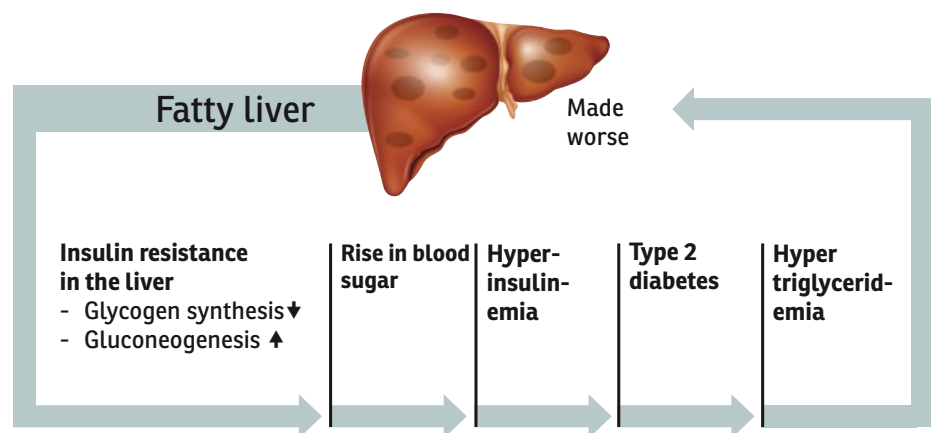 Fatty liver
Made
worse
Insulin resistance
in the liver
- Glycogen synthesis
- Gluconeogenesis
Rise in blood
sugar
Hyper-
insulin-
emia
Type 2
diabetes
Hyper
triglycerid-
emia